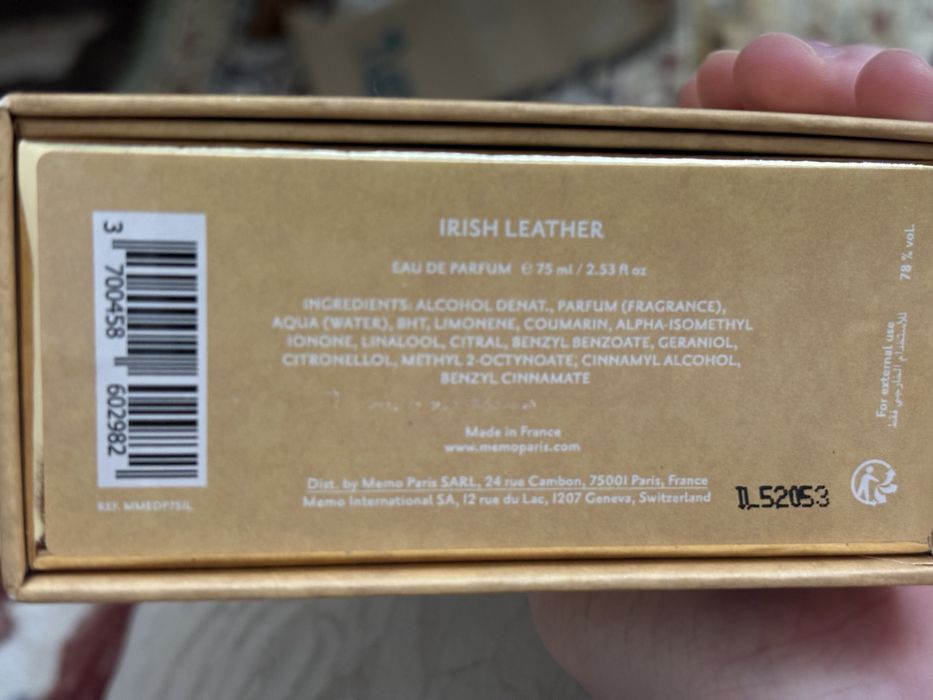 IRISH LEATHER
EAU DE PARFUM ℮ 75 ml / 2.53 fl oz
INGREDIENTS: ALCOHOL DENAT., PARFUM (FRAGRANCE),
AQUA (WATER), BHT, LIMONENE, COUMARIN, ALPHA-ISOMETHYL
IONONE, LINALOOL, CITRAL, BENZYL BENZOATE, GERANIOL,
CITRONELLOL, METHYL 2-OCTYNOATE, CINNAMYL ALCOHOL,
BENZYL CINNAMATE
Made in France
www.memoparis.com
Dist. by Memo Paris SARL, 24 rue Cambon, 75001 Paris, France
Memo International SA, 12 rue du Lac, 1207 Geneva, Switzerland
3 700458 602982
REF. MMEOP75IL
1L52053
78 % vol.
For external use
للاستخدام الخارجي فقط